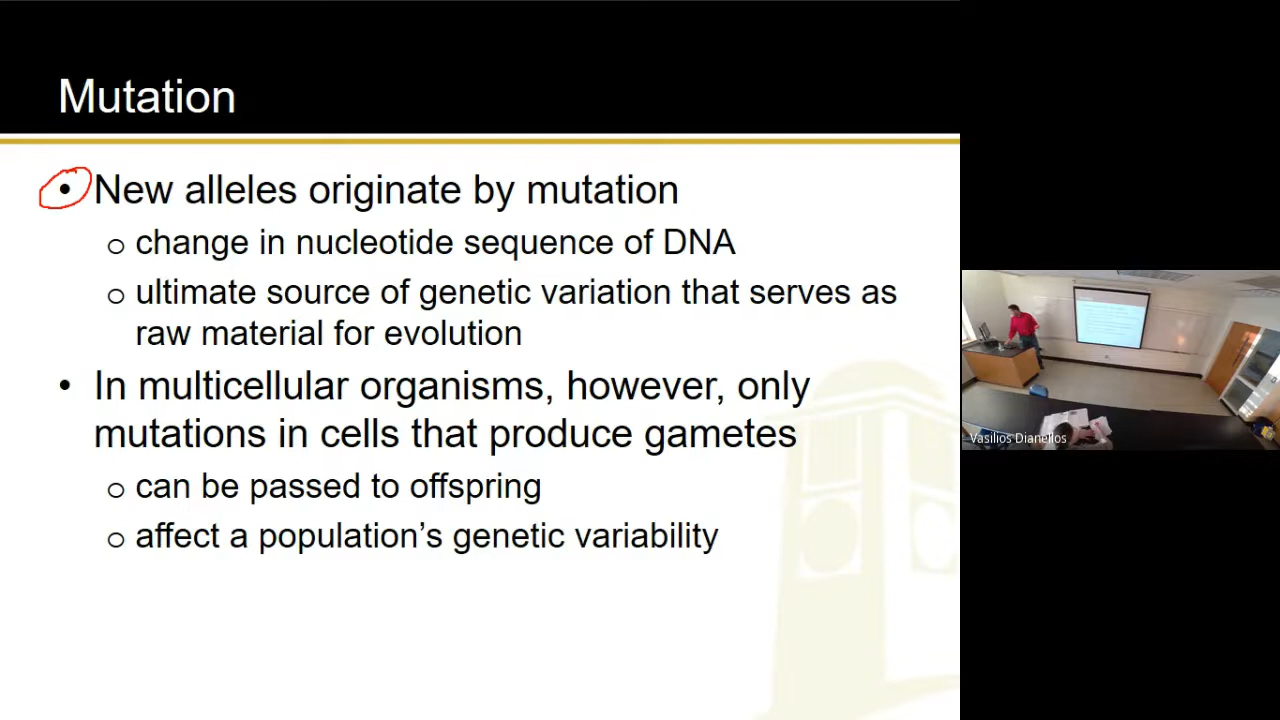 Mutation
• New alleles originate by mutation
o change in nucleotide sequence of DNA
o ultimate source of genetic variation that serves as
raw material for evolution
• In multicellular organisms, however, only
mutations in cells that produce gametes
o can be passed to offspring
o affect a population’s genetic variability
Vasilios Dianellos